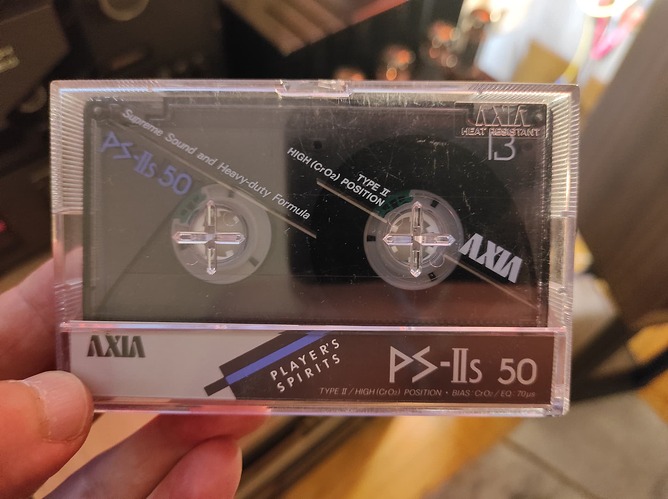 AXIA
HEAT RESISTANT
B
PS-IIs 50
Supreme Sound and Heavy-duty Formula
TYPE II
HIGH (CrO2) POSITION
AXIA
AXIA
PLAYER'S
SPIRITS
PS-IIs 50
TYPE II / HIGH (CrO2) POSITION • BIAS : CrO2 / EQ : 70μs